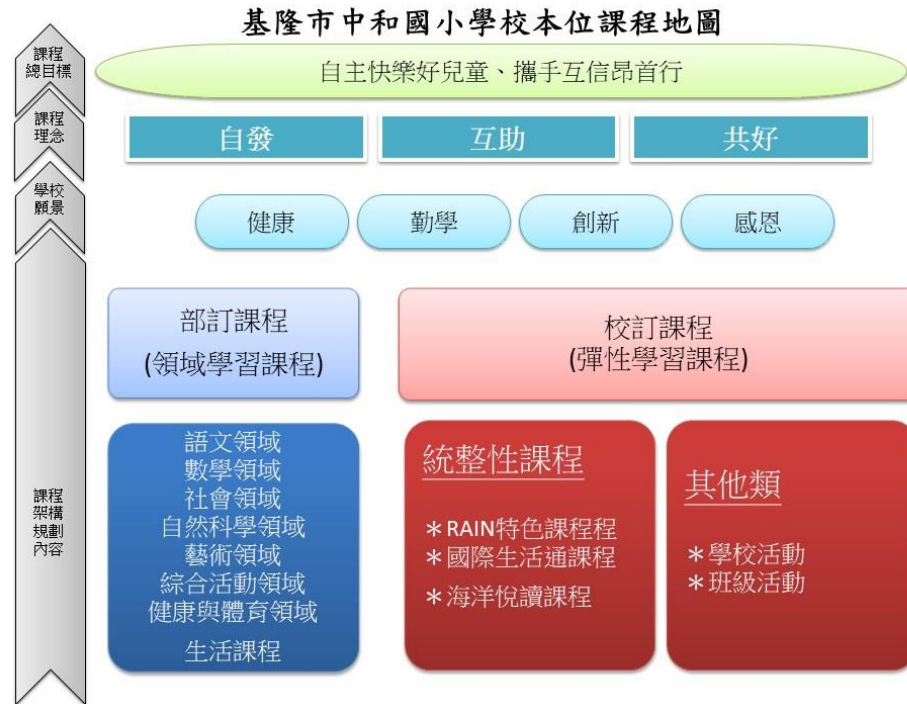 基隆市中和國小學校本位課程地圖
課程
總目標
自主快樂好兒童、攜手互信昂首行
課程
理念
自發
互助
共好
學校
願景
健康
勤學
創新
感恩
課程
架構
規劃
內容
部訂課程
(領域學習課程)
校訂課程
(彈性學習課程)
語文領域
數學領域
社會領域
自然科學領域
藝術領域
綜合活動領域
健康與體育領域
生活課程
統整性課程
＊RAIN特色課程程
＊國際生活通課程
＊海洋悅讀課程
其他類
＊學校活動
＊班級活動